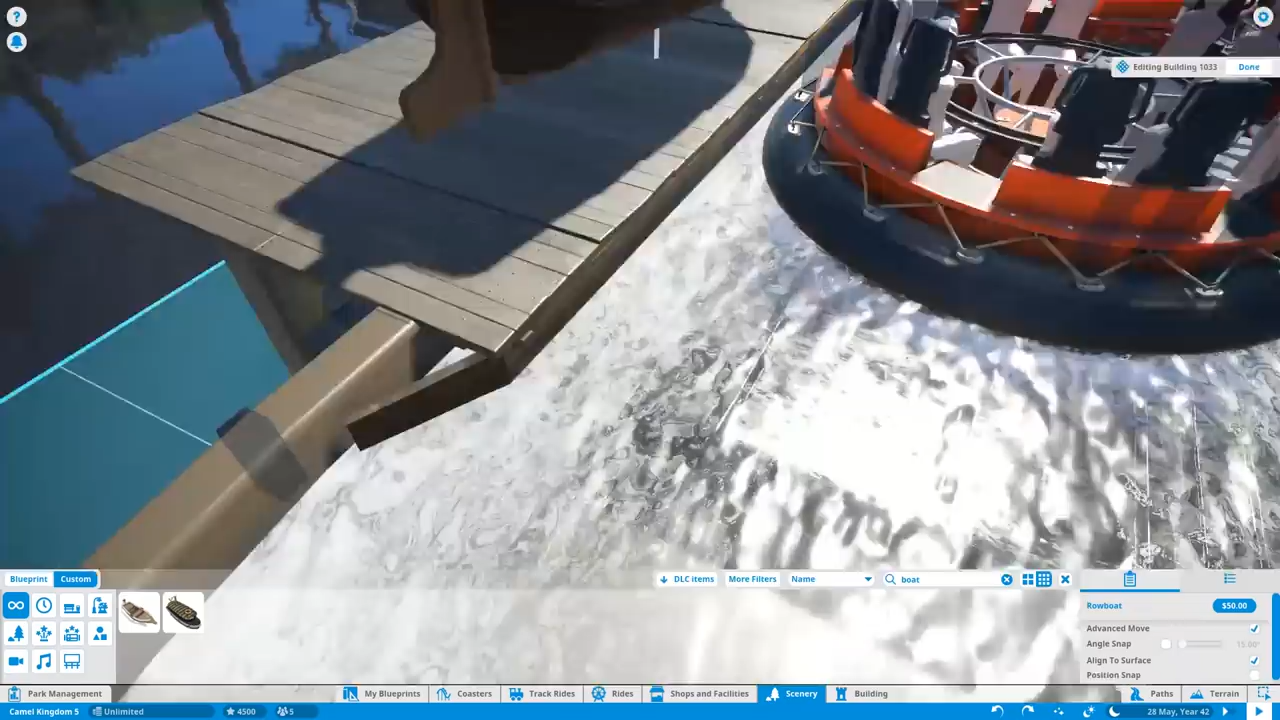 ?
Editing Building 1033 Done
Blueprint Custom
DLC items More Filters Name boat
Rowboat $50.00
Advanced Move
Angle Snap 15.00°
Align To Surface
Position Snap
Park Management My Blueprints Coasters Track Rides Rides Shops and Facilities Scenery Building Paths Terrain
Camel Kingdom 5 Unlimited 4500 5 28 May, Year 42